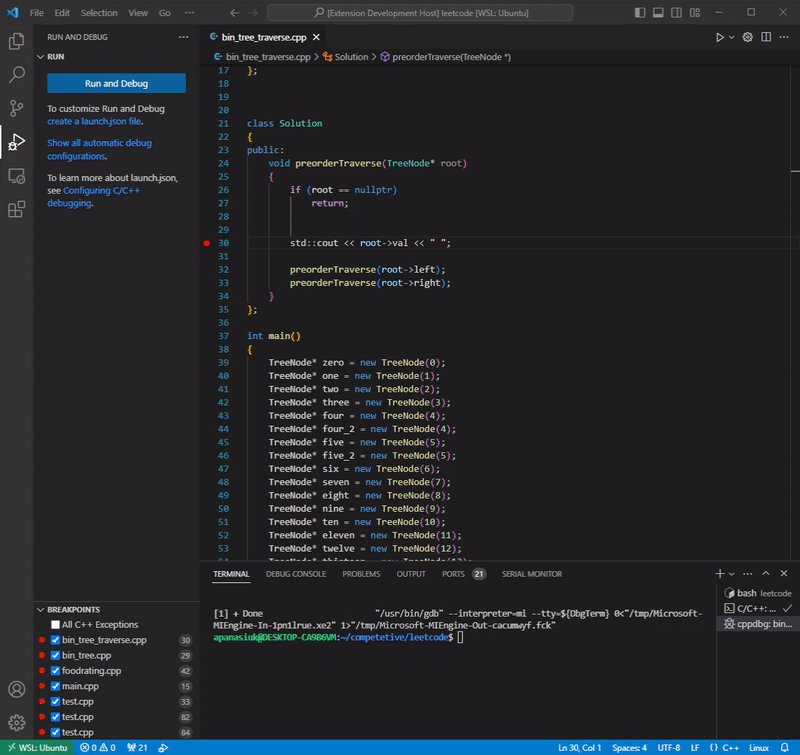 File Edit Selection View Go ··· [Extension Development Host] leetcode [WSL: Ubuntu]
RUN AND DEBUG ···
RUN
Run and Debug
To customize Run and Debug
create a launch.json file.
Show all automatic debug
configurations.
To learn more about launch.json,
see Configuring C/C++
debugging.
BREAKPOINTS
All C++ Exceptions
bin_tree_traverse.cpp 30
bin_tree.cpp 29
foodrating.cpp 42
main.cpp 15
test.cpp 33
test.cpp 82
test.cpp 84
bin_tree_traverse.cpp
bin_tree_traverse.cpp > Solution > preorderTraverse(TreeNode *)
17 };
18
19
20
21 class Solution
22 {
23 public:
24 void preorderTraverse(TreeNode* root)
25 {
26 if (root == nullptr)
27 return;
28
29
30 std::cout << root->val << " ";
31
32 preorderTraverse(root->left);
33 preorderTraverse(root->right);
34 }
35 };
36
37 int main()
38 {
39 TreeNode* zero = new TreeNode(0);
40 TreeNode* one = new TreeNode(1);
41 TreeNode* two = new TreeNode(2);
42 TreeNode* three = new TreeNode(3);
43 TreeNode* four = new TreeNode(4);
44 TreeNode* four_2 = new TreeNode(4);
45 TreeNode* five = new TreeNode(5);
46 TreeNode* five_2 = new TreeNode(5);
47 TreeNode* six = new TreeNode(6);
48 TreeNode* seven = new TreeNode(7);
49 TreeNode* eight = new TreeNode(8);
50 TreeNode* nine = new TreeNode(9);
51 TreeNode* ten = new TreeNode(10);
52 TreeNode* eleven = new TreeNode(11);
53 TreeNode* twelve = new TreeNode(12);
TERMINAL DEBUG CONSOLE PROBLEMS OUTPUT PORTS 21 SERIAL MONITOR
[1] + Done "/usr/bin/gdb" --interpreter=mi --tty=${DbgTerm} 0<"/tmp/Microsoft-
MIEngine-In-1pn1lrue.xe2" 1>"/tmp/Microsoft-MIEngine-Out-cacumwyf.fck"
apanasiuk@DESKTOP-CA9B6VM:~/competetive/leetcode$
bash leetcode
C/C++: ...
cppdbg: bin...
WSL: Ubuntu 0 0 21 Ln 30, Col 1 Spaces: 4 UTF-8 LF {} C++ Linux